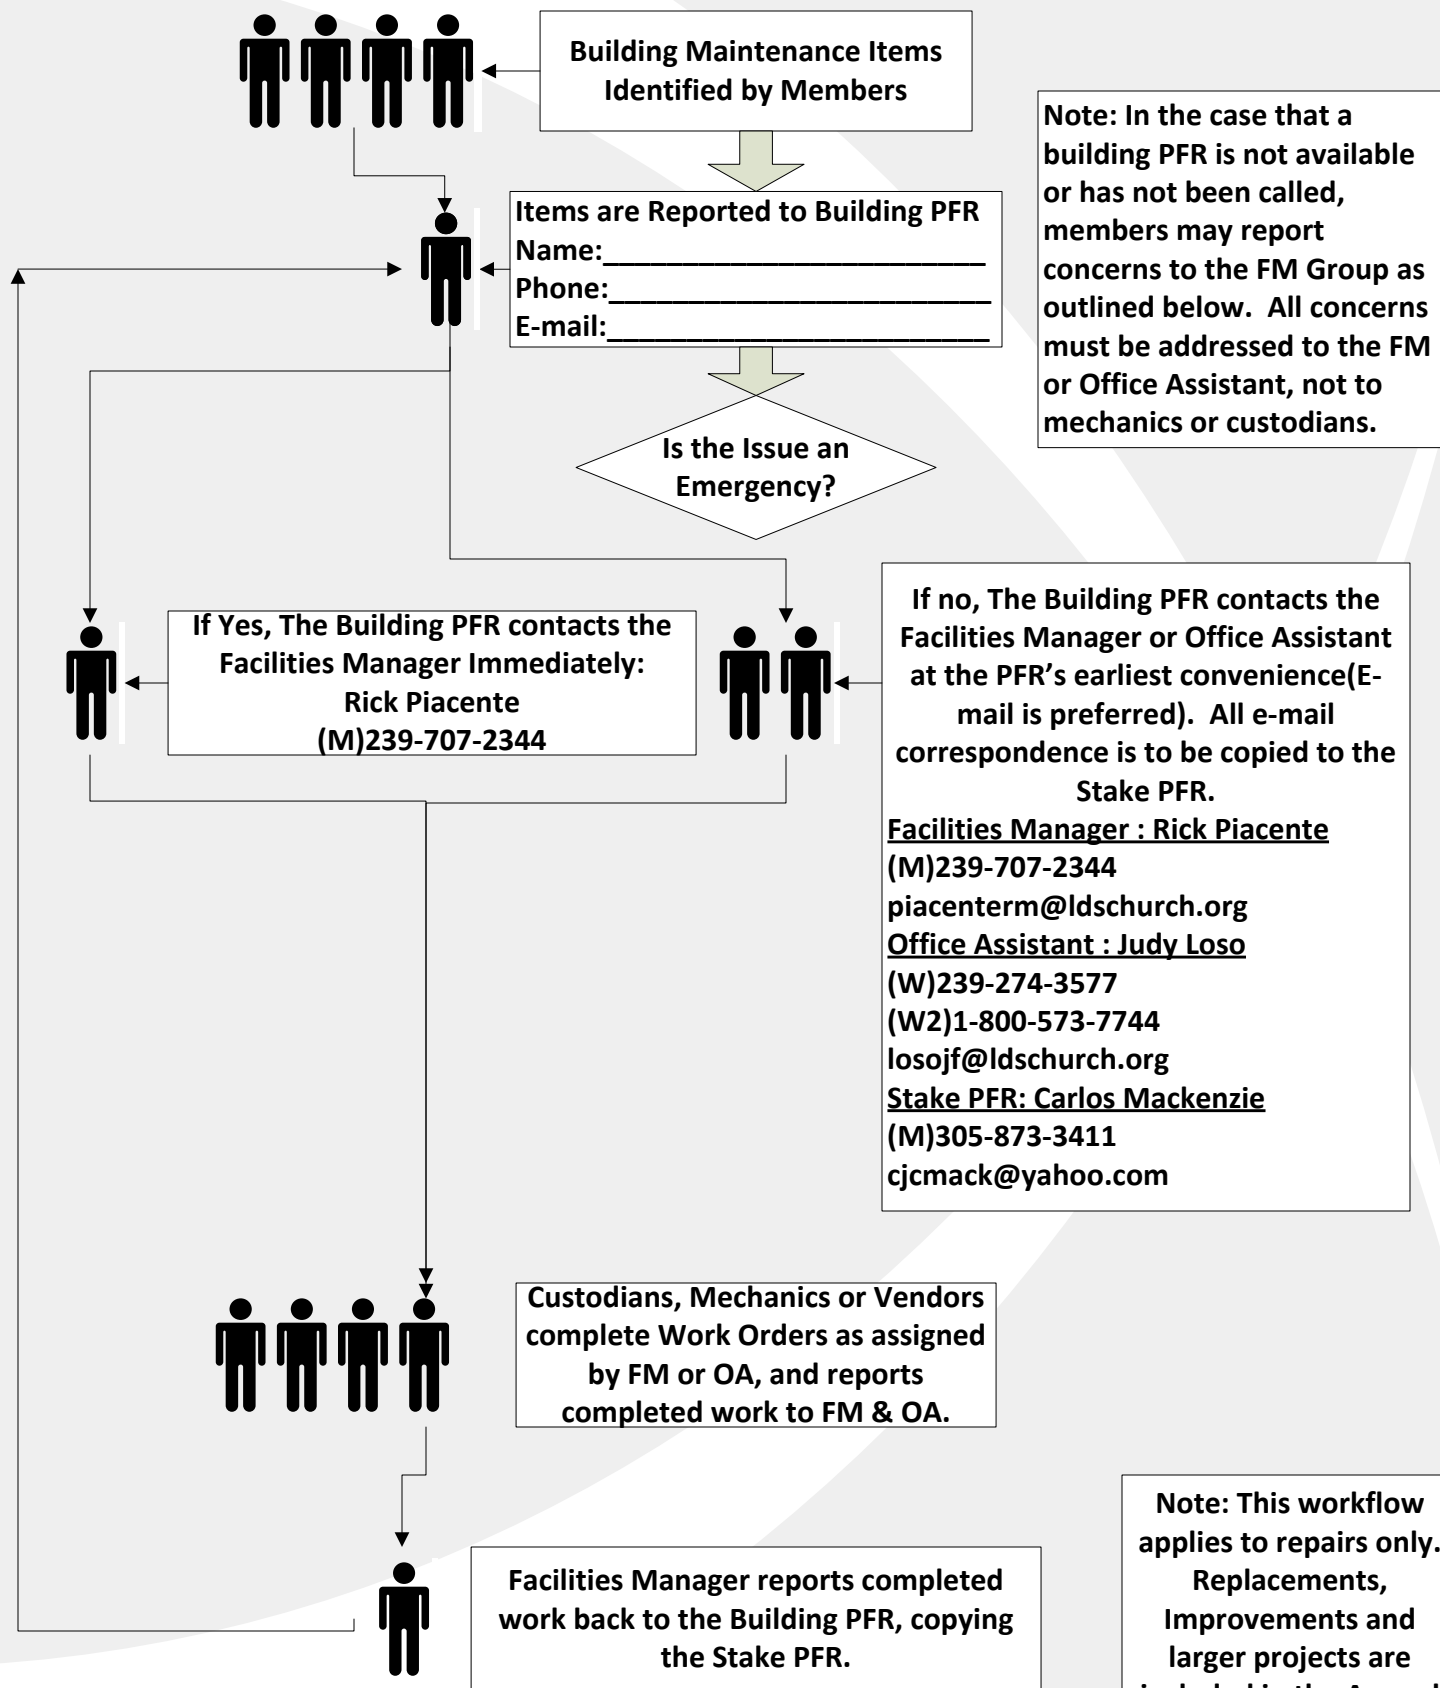 Building Maintenance Items
Identified by Members
Note: In the case that a
building PFR is not available
or has not been called,
members may report
concerns to the FM Group as
outlined below.  All concerns
must be addressed to the FM
or Office Assistant, not to
mechanics or custodians.
Items are Reported to Building PFR
Name:________________________
Phone:________________________
E-mail:________________________
Is the Issue an
Emergency?
If Yes, The Building PFR contacts the
Facilities Manager Immediately:
Rick Piacente
(M)239-707-2344
If no, The Building PFR contacts the
Facilities Manager or Office Assistant
at the PFR’s earliest convenience(E-
mail is preferred).  All e-mail
correspondence is to be copied to the
Stake PFR.
Facilities Manager : Rick Piacente
(M)239-707-2344
piacenterm@ldschurch.org
Office Assistant : Judy Loso
(W)239-274-3577
(W2)1-800-573-7744
losojf@ldschurch.org
Stake PFR: Carlos Mackenzie
(M)305-873-3411
cjcmack@yahoo.com
Custodians, Mechanics or Vendors
complete Work Orders as assigned
by FM or OA, and reports
completed work to FM & OA.
Facilities Manager reports completed
work back to the Building PFR, copying
the Stake PFR.
Note: This workflow
applies to repairs only.
Replacements,
Improvements and
larger projects are
included in the Annual